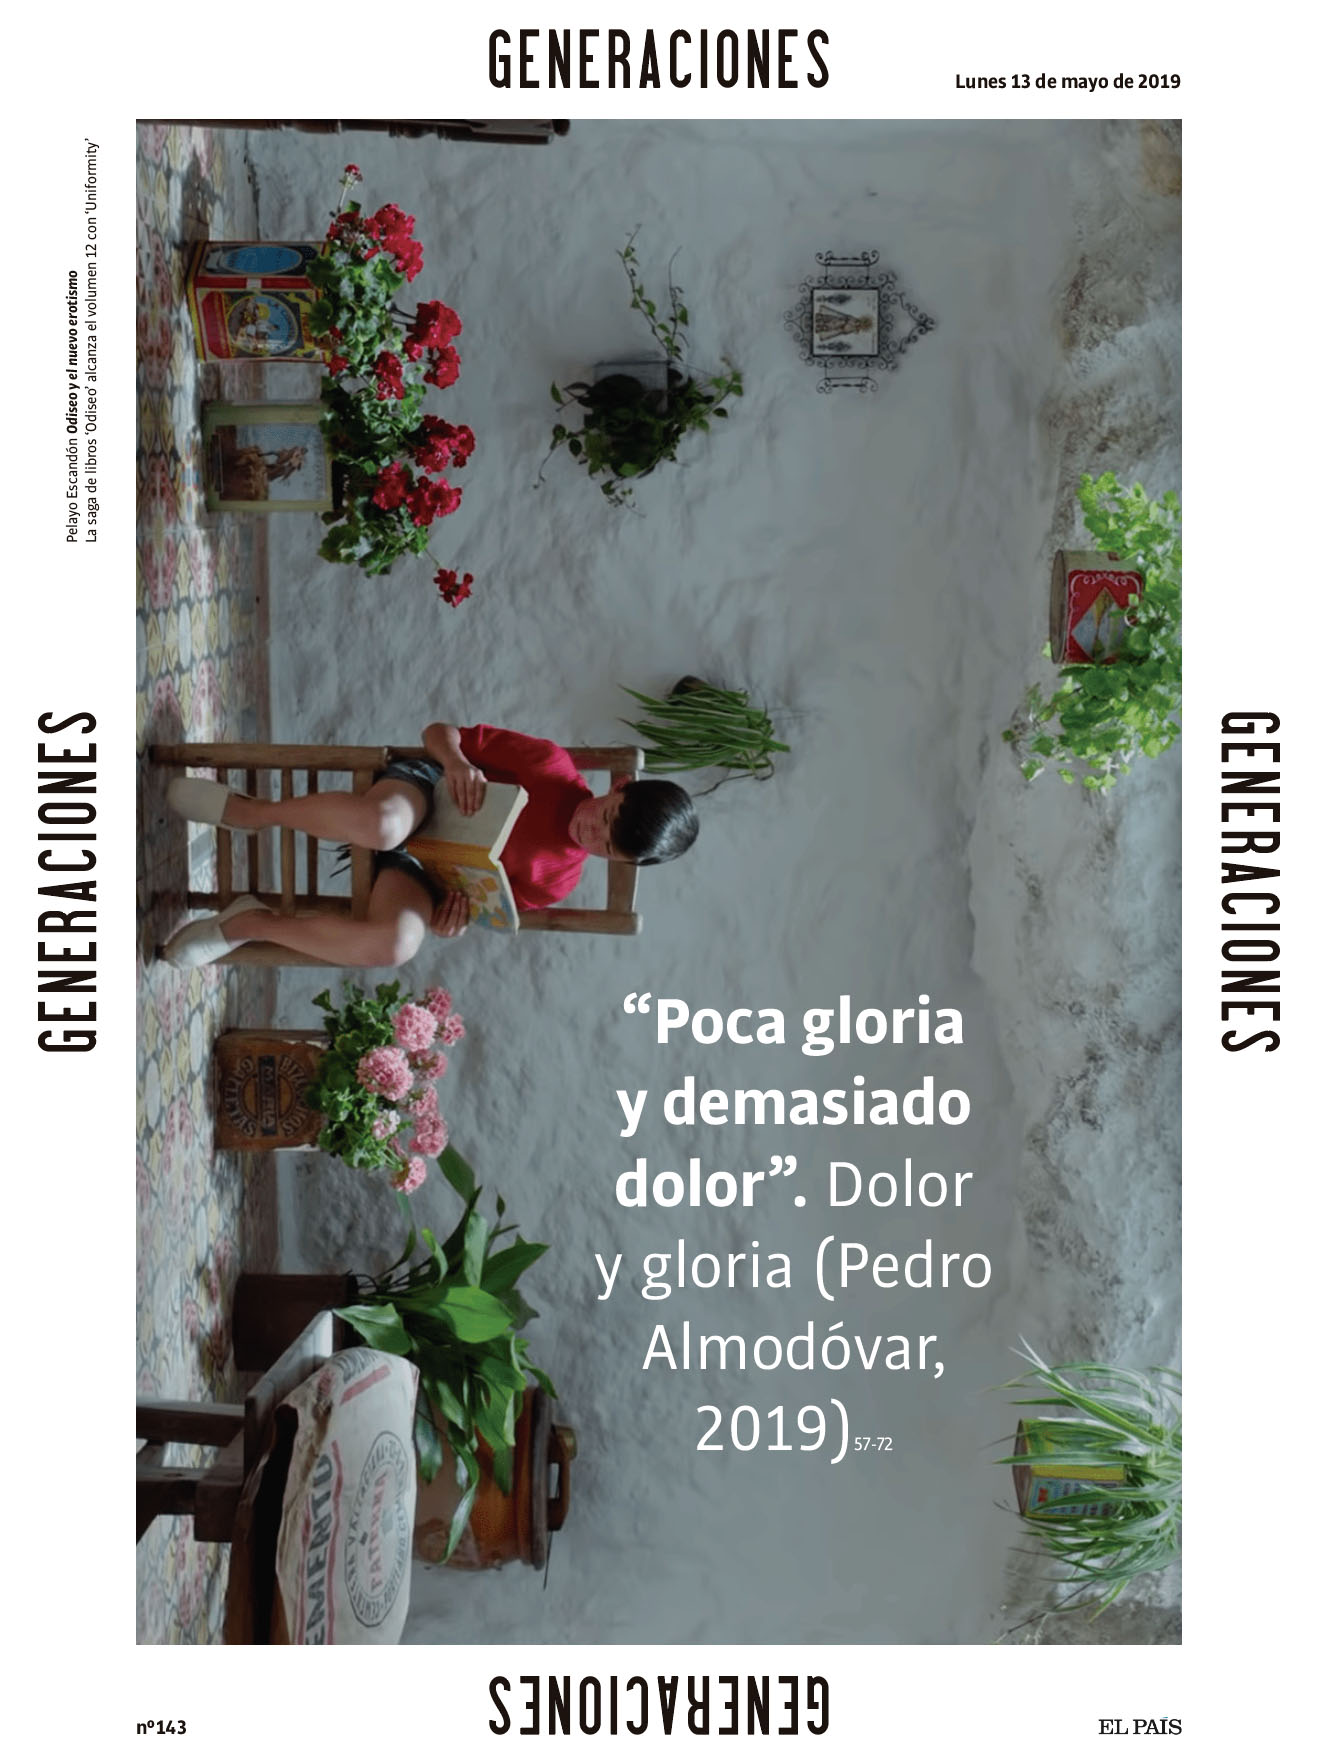 GENERACIONES
Lunes 13 de mayo de 2019
Pelayo Escandón Odiseo y el nuevo erotismo
La saga de libros ‘Odiseo’ alcanza el volumen 12 con ‘Uniformity’
GENERACIONES
GENERACIONES
“Poca gloria
y demasiado
dolor”. Dolor
y gloria (Pedro
Almodóvar,
2019) 57-72
GENERACIONES
nº143
EL PAÍS